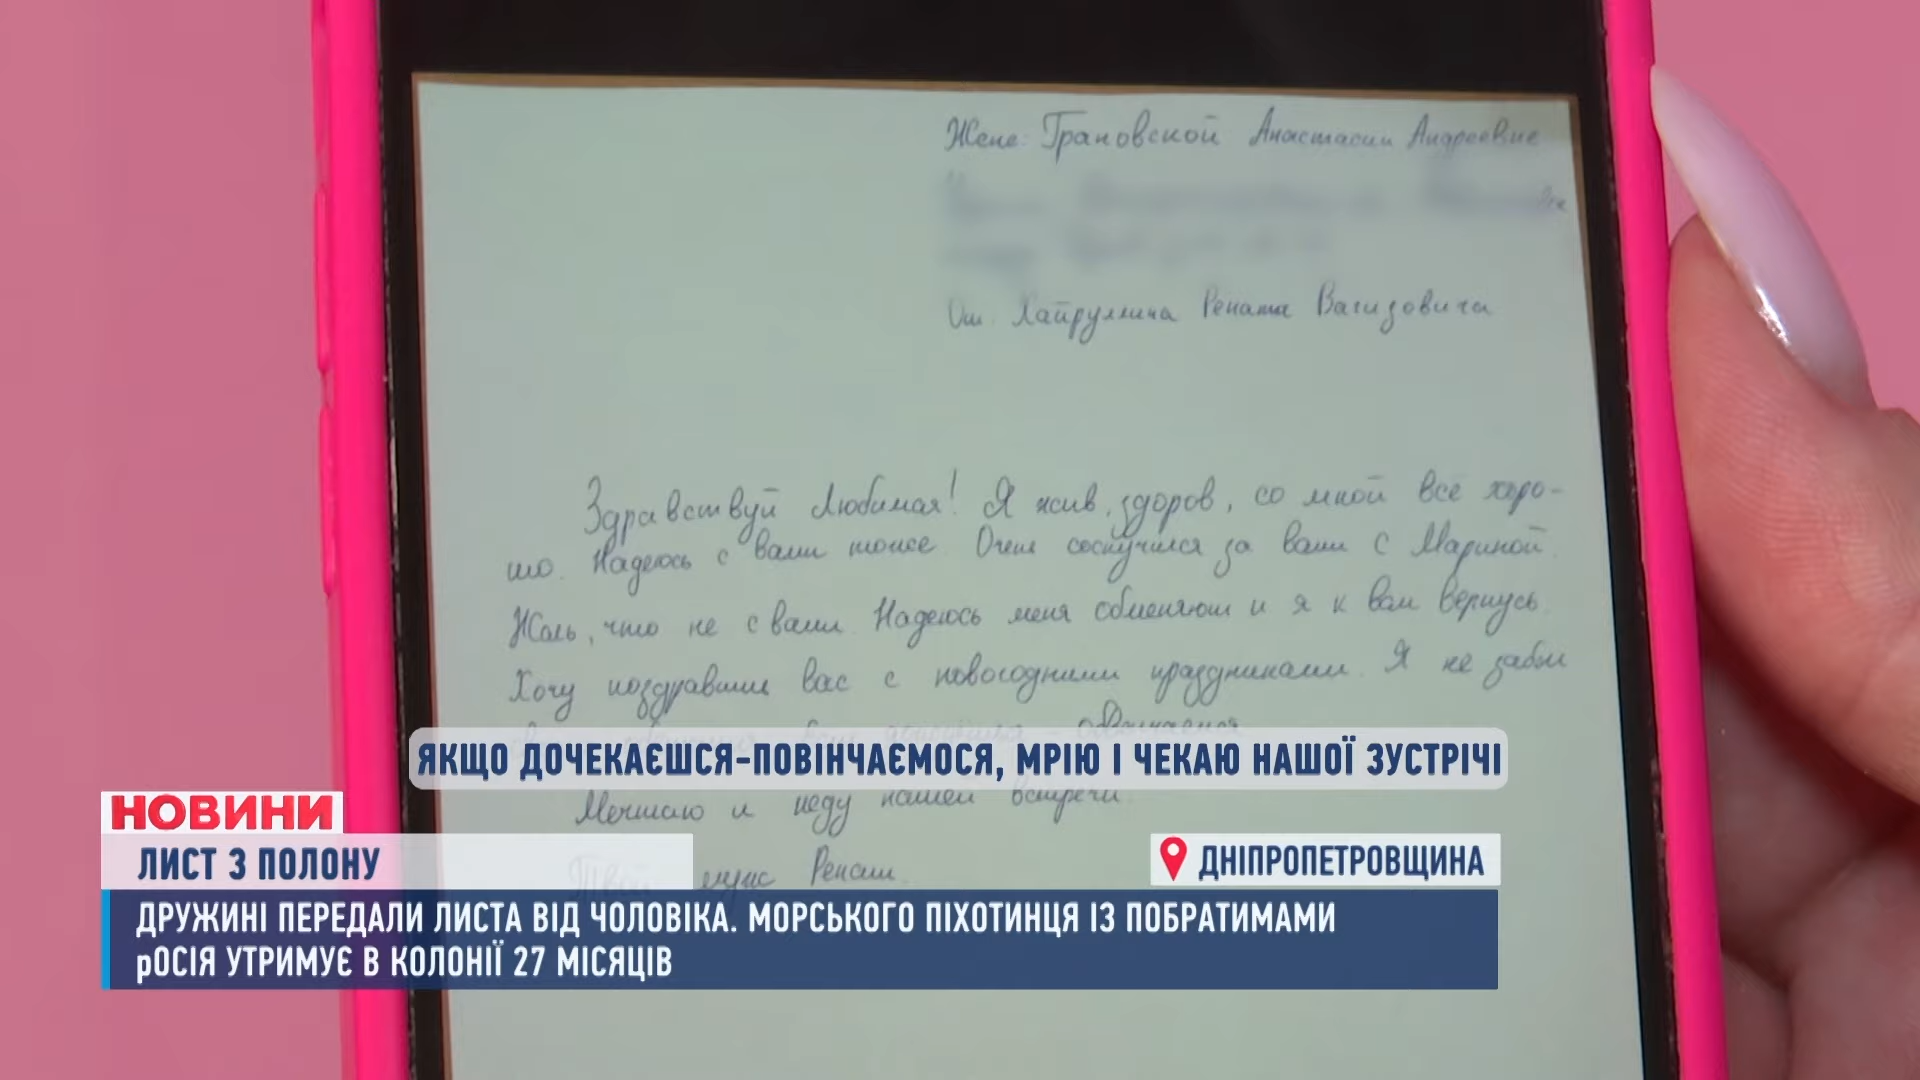 Жене: Грановской Анастасии Андреевне
От Хайруллина Рената Вагизовича
Здравствуй Любимая! Я жив, здоров, со мной все хоро-
шо. Надеюсь с вами тоже. Очень соскучился за вами с Мариной.
Жаль, что не с вами. Надеюсь меня обменяют и я к вам вернусь.
Хочу поздравить вас с новогодними праздниками. Я не забыл
ЯКЩО ДОЧЕКАЄШСЯ-ПОВІНЧАЄМОСЯ, МРІЮ І ЧЕКАЮ НАШОЇ ЗУСТРІЧІ
Мечтаю и жду нашей встречи.
Твой муж Ренат.
НОВИНИ
ЛИСТ З ПОЛОНУ
ДНІПРОПЕТРОВЩИНА
ДРУЖИНІ ПЕРЕДАЛИ ЛИСТА ВІД ЧОЛОВІКА. МОРСЬКОГО ПІХОТИНЦЯ ІЗ ПОБРАТИМАМИ
рОСІЯ УТРИМУЄ В КОЛОНІЇ 27 МІСЯЦІВ